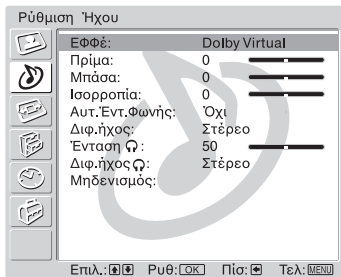 Ρύθμιση Ήχου
ΕΦΦέ: Dolby Virtual
Πρίμα: 0
Μπάσα: 0
Ισορροπία: 0
Αυτ.Έντ.Φωνής: Όχι
Διφ.ήχος: Στέρεο
Ένταση 🎧: 50
Διφ.ήχος🎧: Στέρεο
Μηδενισμός:
Επιλ.: Ρυθ: OK Πίσ: Τελ: MENU